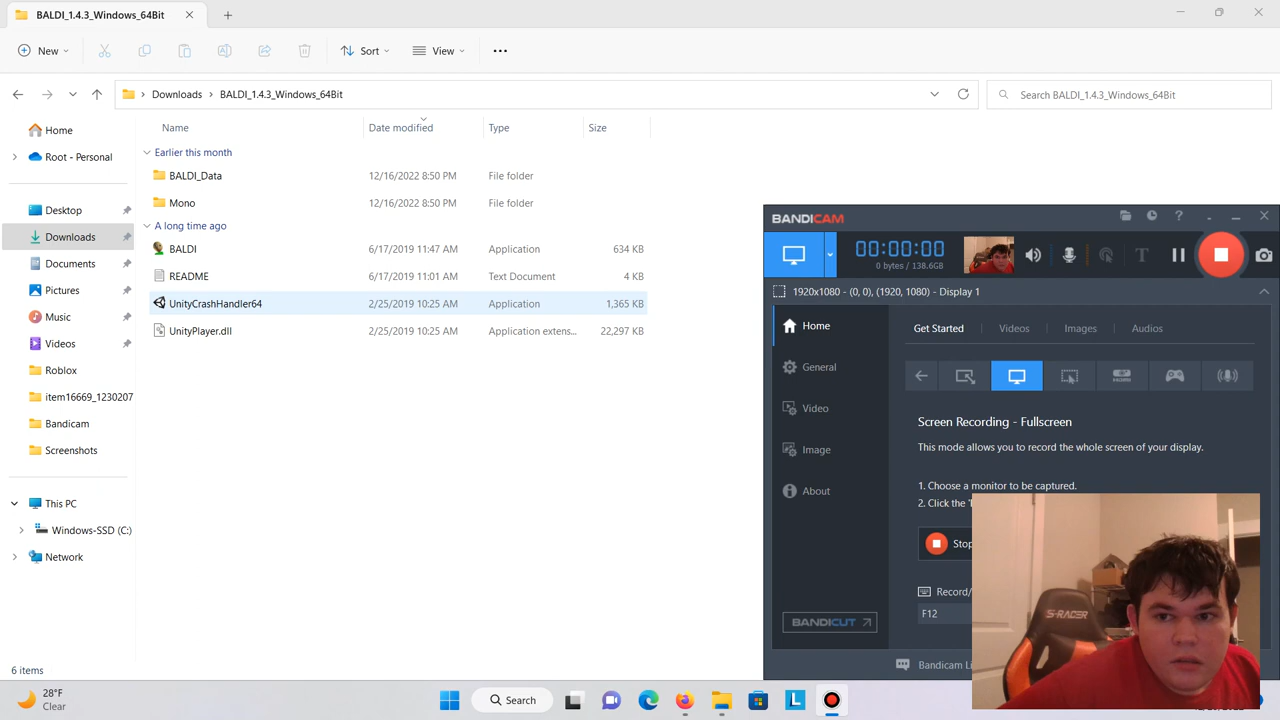 BALDI_1.4.3_Windows_64Bit
New
Sort
View
Downloads
BALDI_1.4.3_Windows_64Bit
Search BALDI_1.4.3_Windows_64Bit
Name
Date modified
Type
Size
Home
Root - Personal
Desktop
Downloads
Documents
Pictures
Music
Videos
Roblox
item16669_1230207
Bandicam
Screenshots
This PC
Windows-SSD (C:)
Network
Earlier this month
BALDI_Data 12/16/2022 8:50 PM File folder
Mono 12/16/2022 8:50 PM File folder
A long time ago
BALDI 6/17/2019 11:47 AM Application 634 KB
README 6/17/2019 11:01 AM Text Document 4 KB
UnityCrashHandler64 2/25/2019 10:25 AM Application 1,365 KB
UnityPlayer.dll 2/25/2019 10:25 AM Application extens... 22,297 KB
6 items
BANDICAM
00:00:00
0 bytes / 138.6GB
1920x1080 - (0, 0), (1920, 1080) - Display 1
Home
General
Video
Image
About
BANDICUT
Get Started
Videos
Images
Audios
HDMI
Screen Recording - Fullscreen
This mode allows you to record the whole screen of your display.
1. Choose a monitor to be captured.
2. Click the
Stop
Record/
F12
Bandicam Li
S-RACER
28°F
Clear
Search